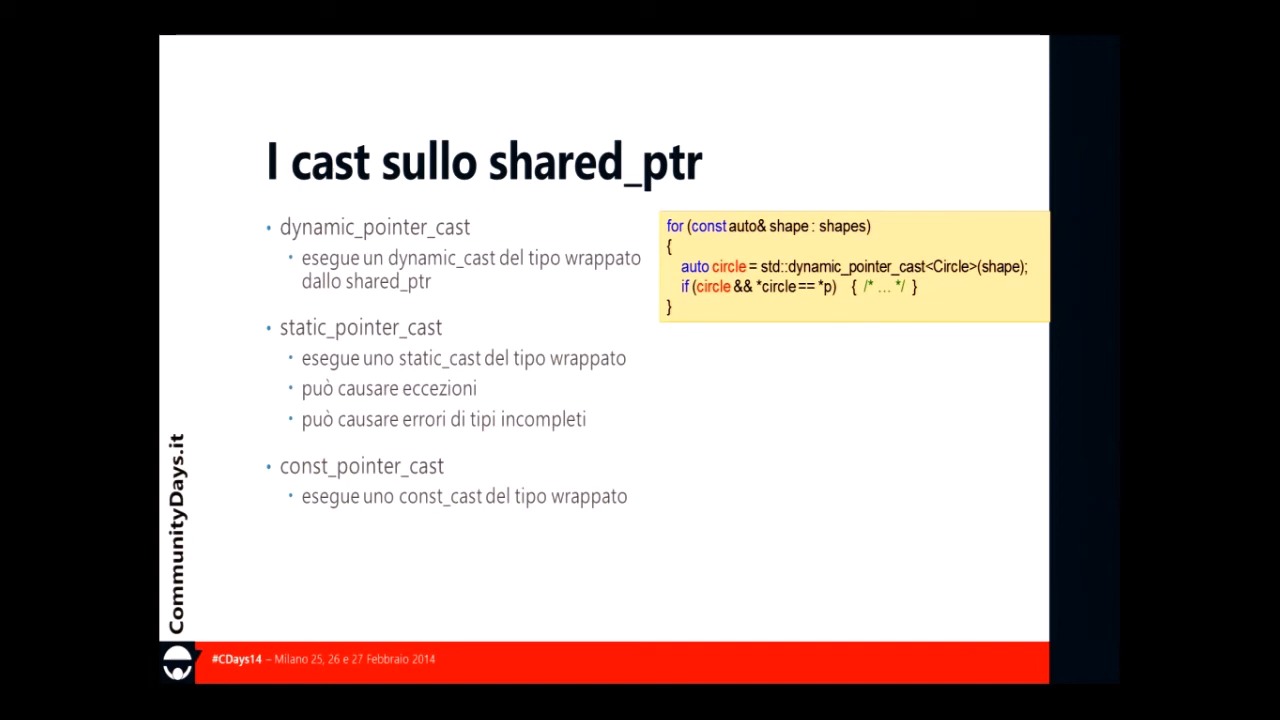 I cast sullo shared_ptr
• dynamic_pointer_cast
• esegue un dynamic_cast del tipo wrappato
dallo shared_ptr
• static_pointer_cast
• esegue uno static_cast del tipo wrappato
• può causare eccezioni
• può causare errori di tipi incompleti
• const_pointer_cast
• esegue uno const_cast del tipo wrappato
for (const auto& shape : shapes)
{
auto circle = std::dynamic_pointer_cast<Circle>(shape);
if (circle && *circle == *p) { /* ... */ }
}
CommunityDays.it
#CDays14 – Milano 25, 26 e 27 Febbraio 2014